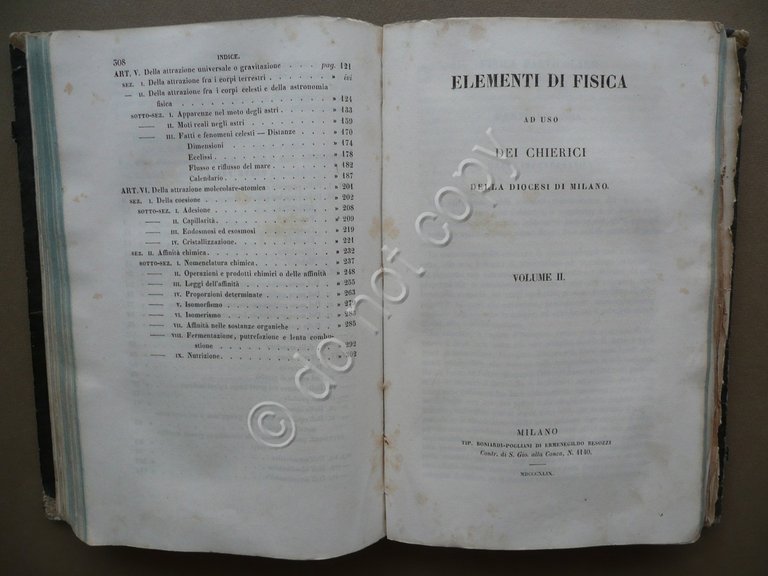 308 INDICE.
ART. V. Della attrazione universale o gravitazione . . . . pag. 121
SEZ. I. Della attrazione fra i corpi terrestri . . . . » ivi
— II. Della attrazione fra i corpi celesti e della astronomia
fisica . . . . » 124
SOTTO-SEZ. I. Apparenze nel moto degli astri . . . . » 133
— II. Moti reali negli astri . . . . » 159
— III. Fatti e fenomeni celesti — Distanze . . . . » 170
Dimensioni . . . . » 174
Ecclissi . . . . » 178
Flusso e riflusso del mare . . . . » 182
Calendario . . . . » 187
ART. VI. Della attrazione molecolare-atomica . . . . » 201
SEZ. I. Della coesione . . . . » 202
SOTTO-SEZ. I. Adesione . . . . » 208
— II. Capillarità . . . . » 209
— III. Endosmosi ed esosmosi . . . . » 219
— IV. Cristallizzazione . . . . » 221
SEZ. II. Affinità chimica . . . . » 232
SOTTO-SEZ. I. Nomenclatura chimica . . . . » 237
— II. Operazioni e prodotti chimici o delle affinità » 248
— III. Leggi dell'affinità . . . . » 255
— IV. Proporzioni determinate . . . . » 263
— V. Isomorfismo . . . .
— VI. Isomerismo . . . . » 283
— VII. Affinità nelle sostanze organiche . . . . » 285
— VIII. Fermentazione, putrefazione e lenta combu-
stione . . . . » 292
— IX. Nutrizione . . . . » 302
ELEMENTI DI FISICA
AD USO
DEI CHIERICI
DELLA DIOCESI DI MILANO.
VOLUME II.
MILANO
TIP. BONIARDI-POGLIANI DI ERMENEGILDO BESOZZI
Contr. di S. Gio. alla Conca, N. 4140.
MDCCCXLIX.
© do not copy